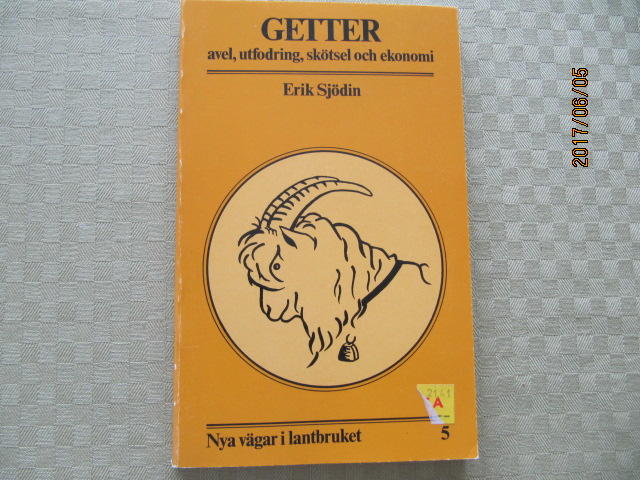 GETTER
avel, utfodring, skötsel och ekonomi
Erik Sjödin
A
Nya vägar i lantbruket 5
2017/06/05